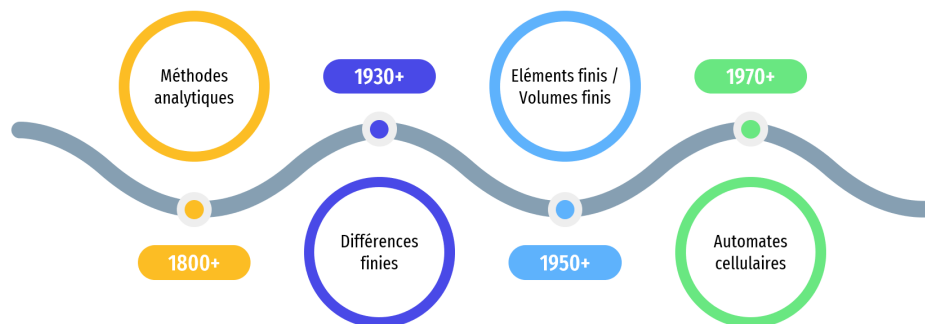 Méthodes
analytiques
1800+
1930+
Différences
finies
Eléments finis /
Volumes finis
1950+
1970+
Automates
cellulaires